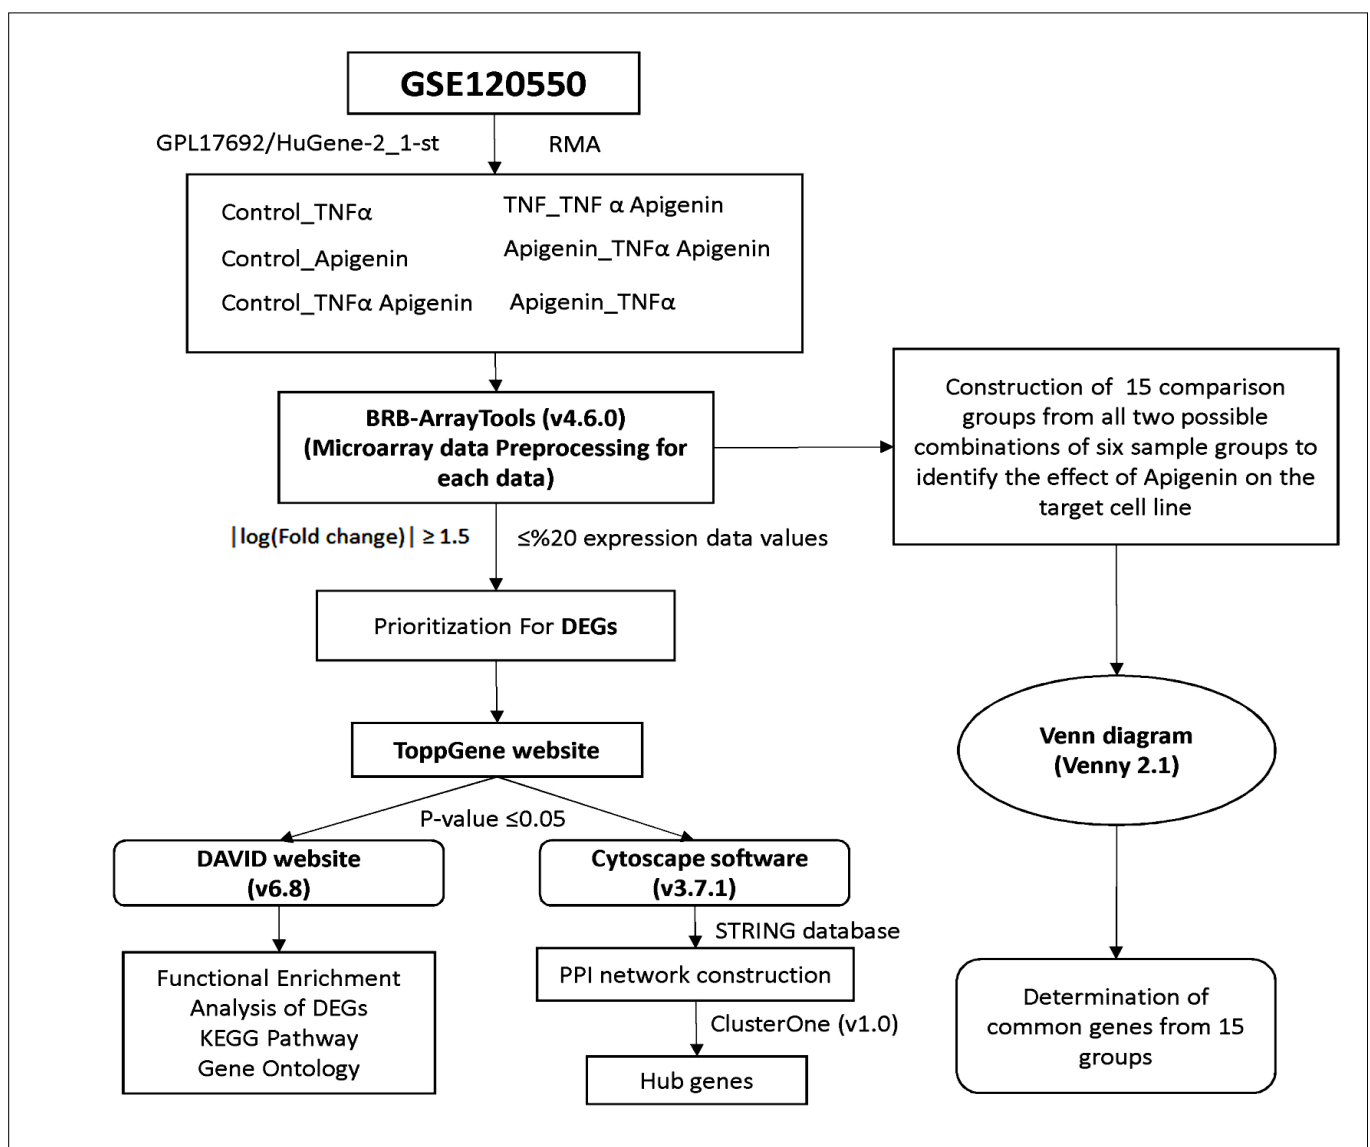 GSE120550
GPL17692/HuGene-2_1-st
RMA
Control_TNFα
TNF_TNF α Apigenin
Control_Apigenin
Apigenin_TNFα Apigenin
Control_TNFα Apigenin
Apigenin_TNFα
BRB-ArrayTools (v4.6.0)
(Microarray data Preprocessing for
each data)
Construction of 15 comparison
groups from all two possible
combinations of six sample groups to
identify the effect of Apigenin on the
target cell line
|log(Fold change)| ≥ 1.5
≤%20 expression data values
Prioritization For DEGs
ToppGene website
Venn diagram
(Venny 2.1)
P-value ≤0.05
DAVID website
(v6.8)
Cytoscape software
(v3.7.1)
STRING database
Functional Enrichment
Analysis of DEGs
KEGG Pathway
Gene Ontology
PPI network construction
ClusterOne (v1.0)
Hub genes
Determination of
common genes from 15
groups